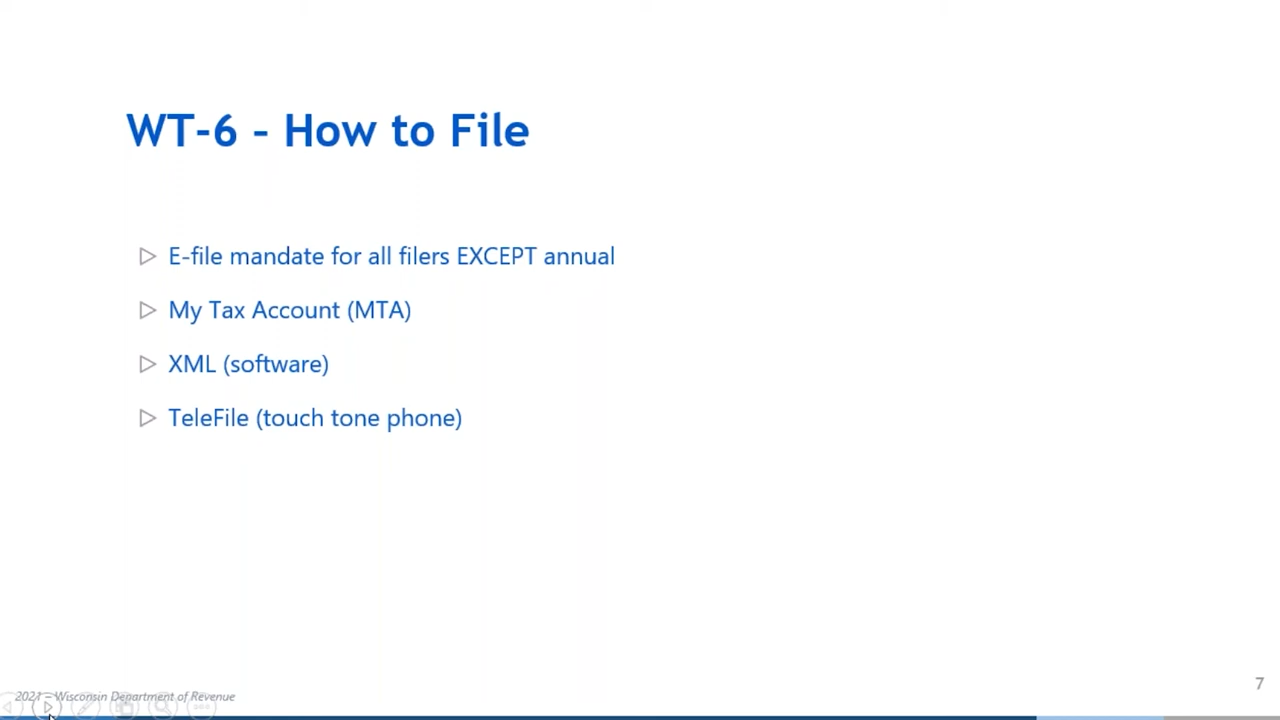 WT-6 – How to File
E-file mandate for all filers EXCEPT annual
My Tax Account (MTA)
XML (software)
TeleFile (touch tone phone)
2021 – Wisconsin Department of Revenue
7